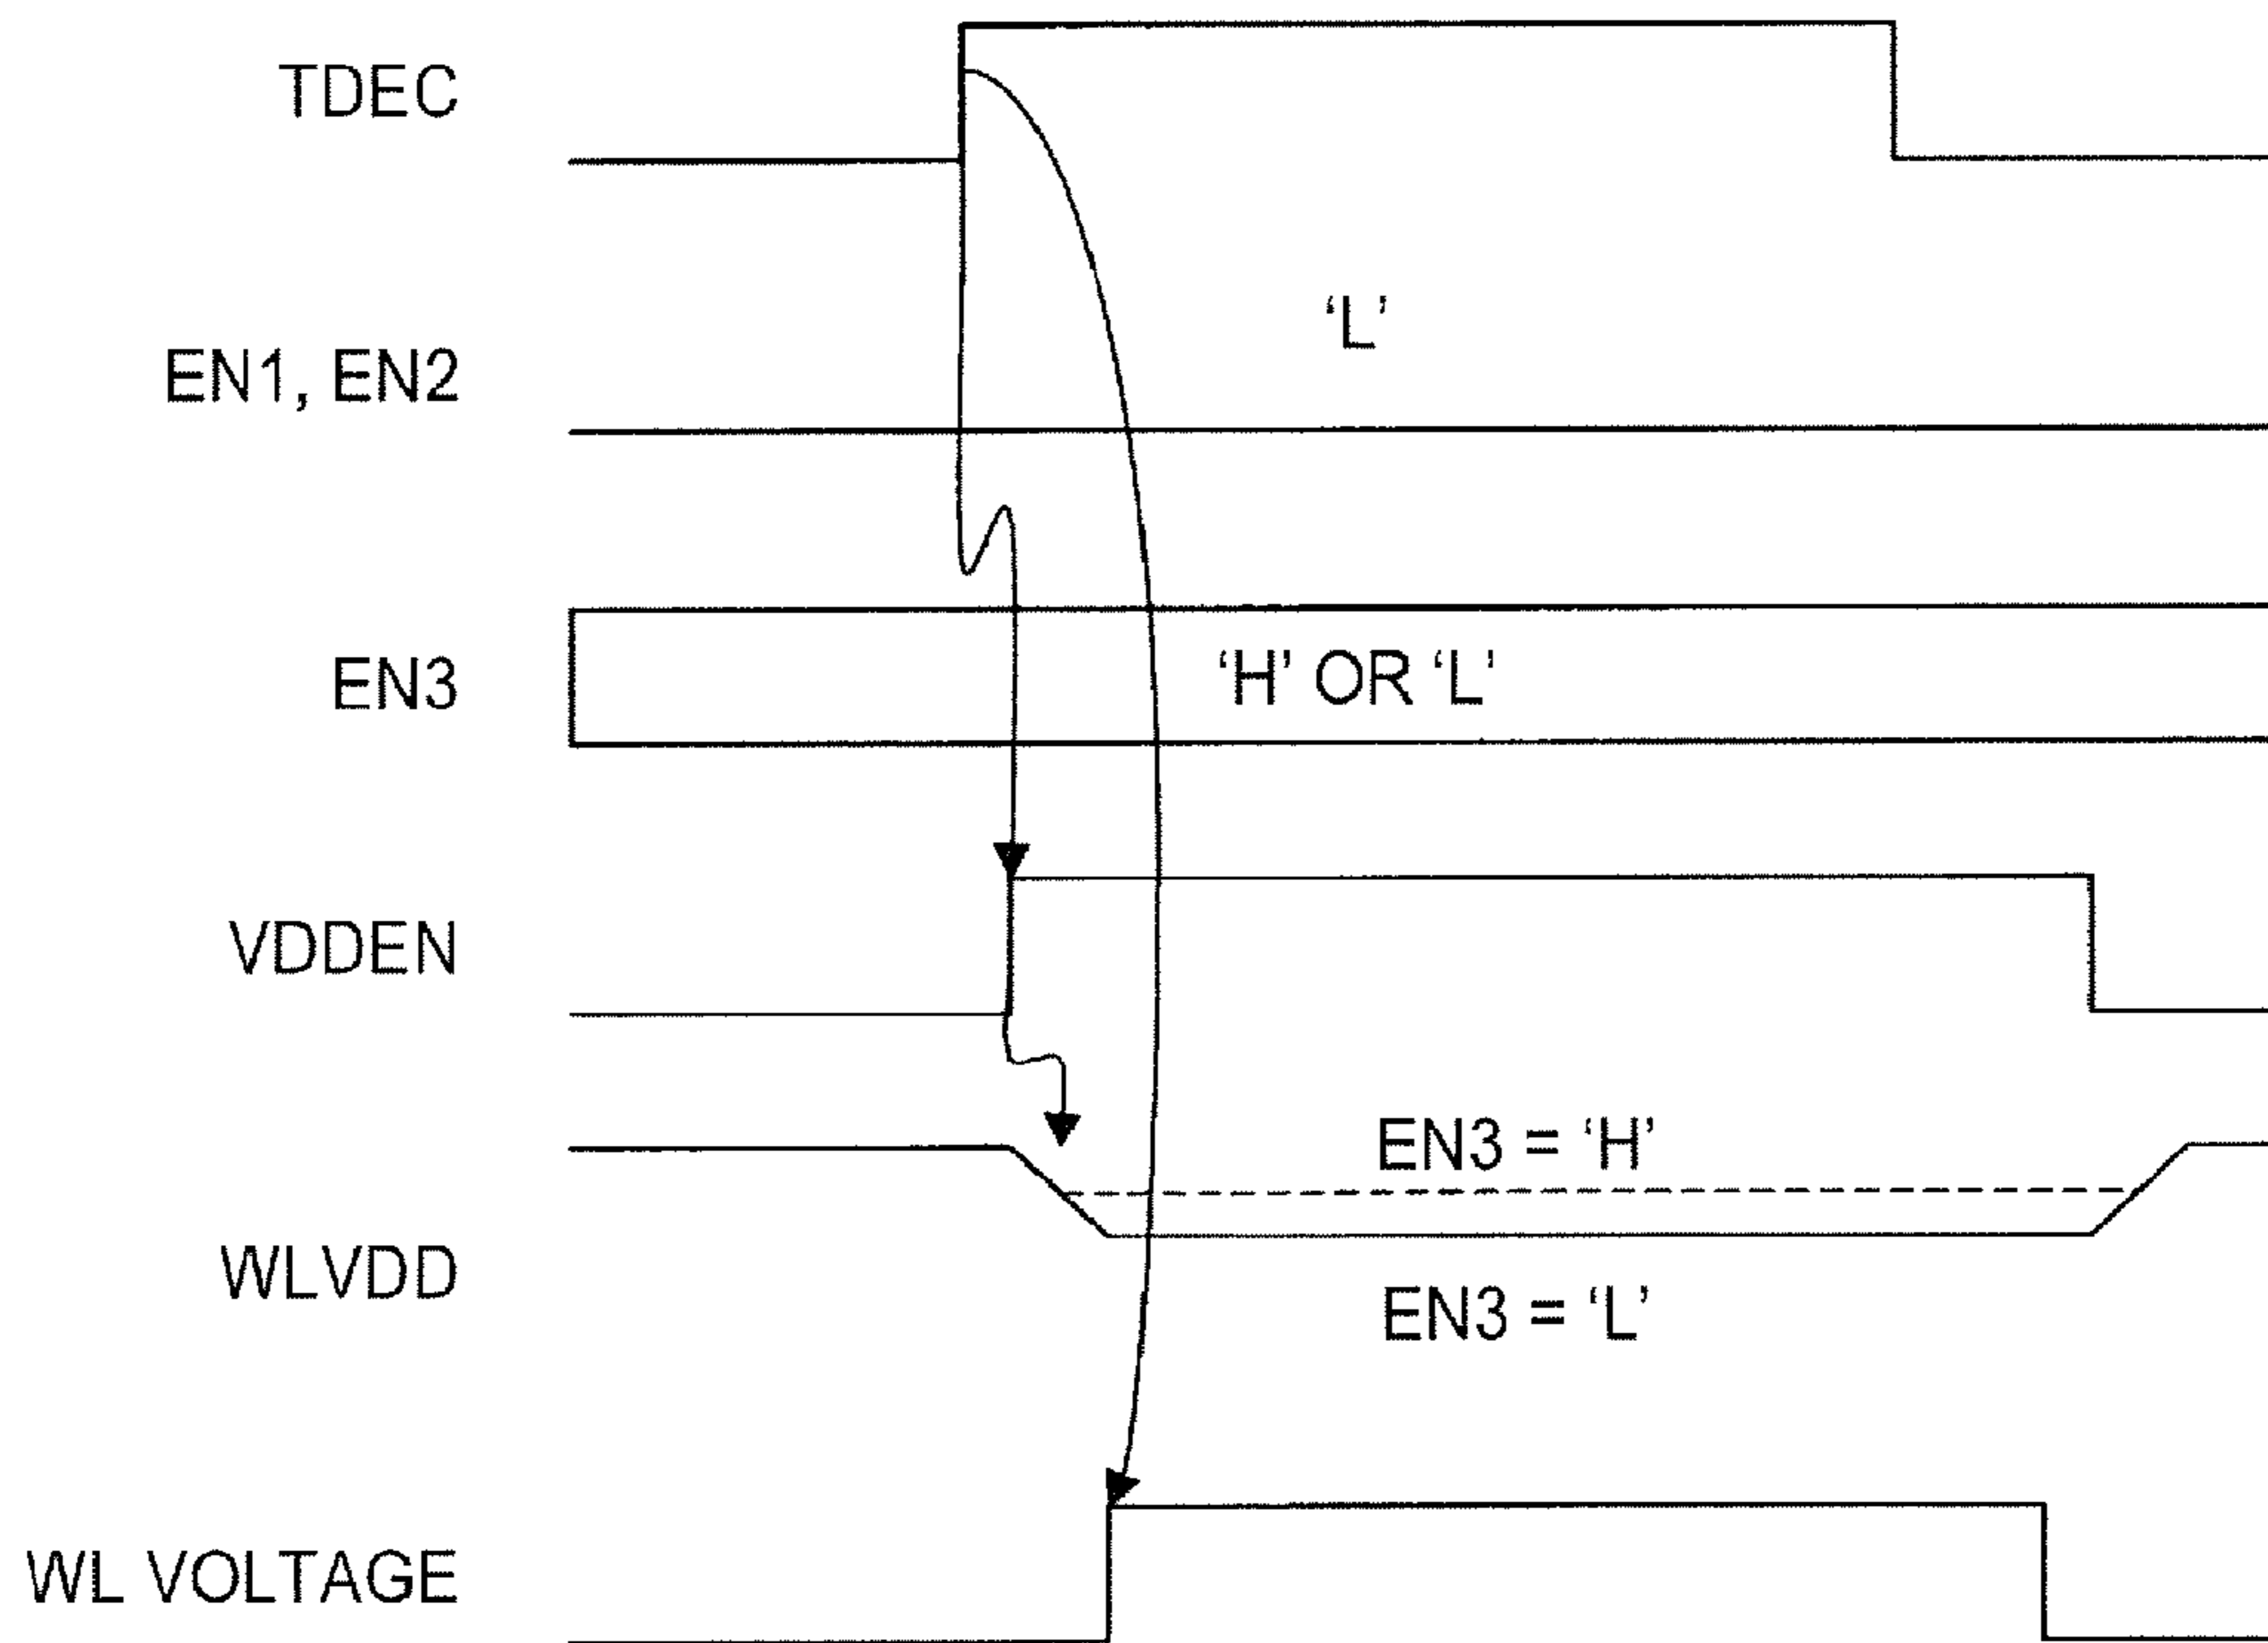 TDEC
‘L’
EN1, EN2
EN3
‘H’ OR ‘L’
VDDEN
EN3 = ‘H’
WLVDD
EN3 = ‘L’
WL VOLTAGE